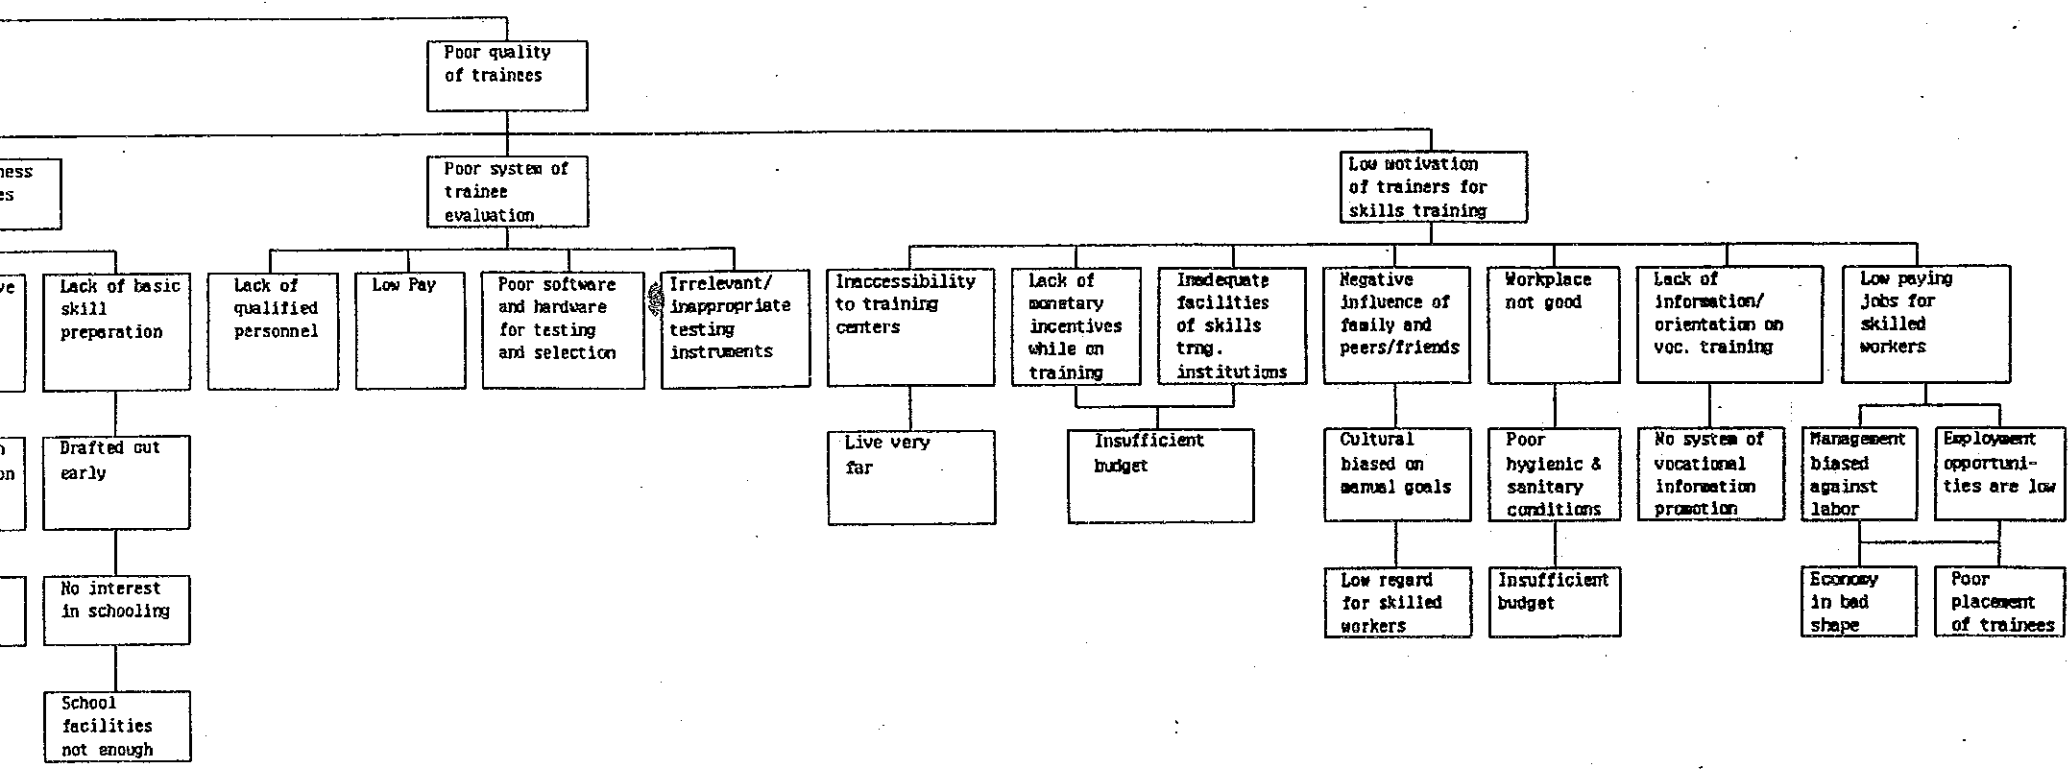 Poor quality
of trainees
ness
es
Poor system of
trainee
evaluation
Low motivation
of trainers for
skills training
ve
Lack of basic
skill
preparation
Lack of
qualified
personnel
Low Pay
Poor software
and hardware
for testing
and selection
Irrelevant/
inappropriate
testing
instruments
Inaccessibility
to training
centers
Lack of
monetary
incentives
while on
training
Inadequate
facilities
of skills
trng.
institutions
Negative
influence of
family and
peers/friends
Workplace
not good
Lack of
information/
orientation on
voc. training
Low paying
jobs for
skilled
workers
n
on
Drafted out
early
Live very
far
Insufficient
budget
Cultural
biased on
manual goals
Poor
hygienic &
sanitary
conditions
No system of
vocational
information
promotion
Management
biased
against
labor
Employment
opportuni-
ties are low
No interest
in schooling
Low regard
for skilled
workers
Insufficient
budget
Economy
in bad
shape
Poor
placement
of trainees
School
facilities
not enough